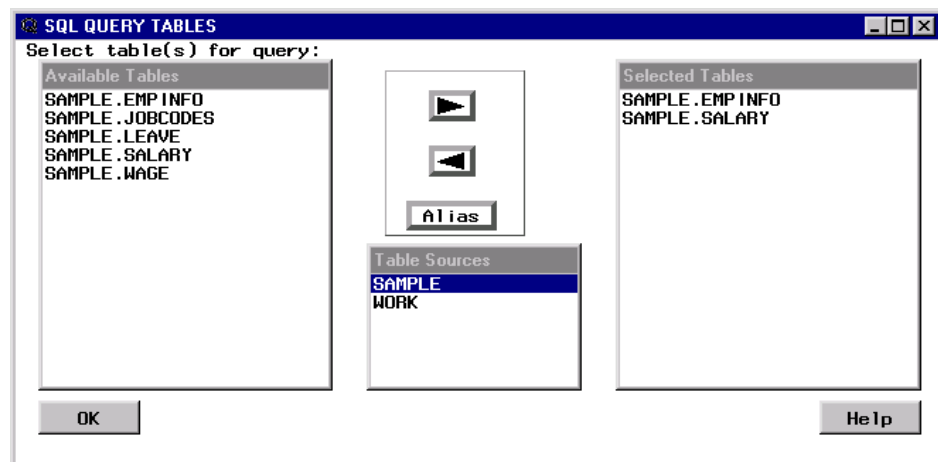 SQL QUERY TABLES
Select table(s) for query:
Available Tables
SAMPLE.EMPINFO
SAMPLE.JOBCODES
SAMPLE.LEAVE
SAMPLE.SALARY
SAMPLE.WAGE
Alias
Table Sources
SAMPLE
WORK
Selected Tables
SAMPLE.EMPINFO
SAMPLE.SALARY
OK
Help